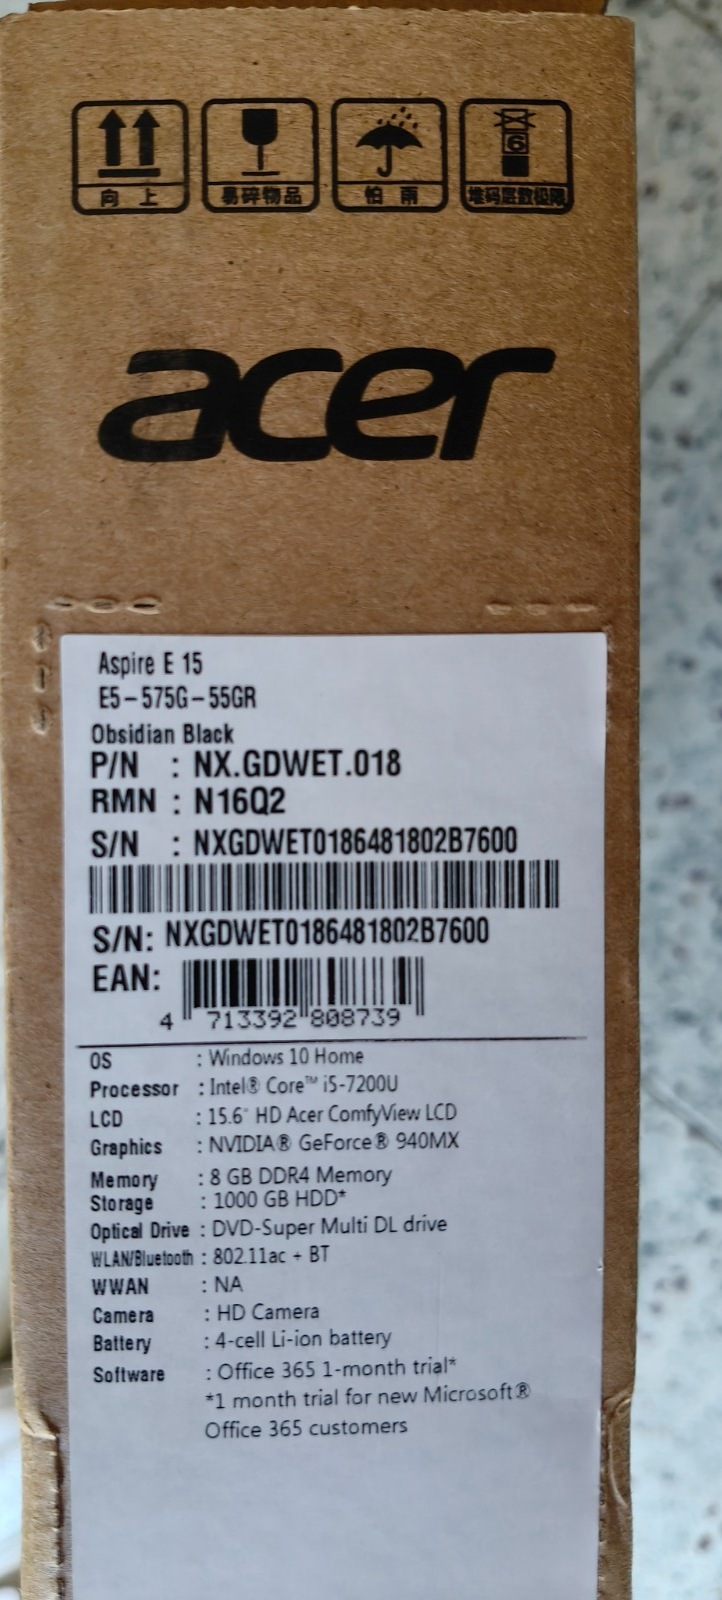 向上
易碎物品
怕雨
6
堆码层数极限
acer
Aspire E 15
E5-575G-55GR
Obsidian Black
P/N : NX.GDWET.018
RMN : N16Q2
S/N : NXGDWET0186481802B7600
S/N: NXGDWET0186481802B7600
EAN:
4 713392 808739
OS : Windows 10 Home
Processor : Intel® Core™ i5-7200U
LCD : 15.6" HD Acer ComfyView LCD
Graphics : NVIDIA® GeForce® 940MX
Memory : 8 GB DDR4 Memory
Storage : 1000 GB HDD*
Optical Drive : DVD-Super Multi DL drive
WLAN/Bluetooth : 802.11ac + BT
WWAN : NA
Camera : HD Camera
Battery : 4-cell Li-ion battery
Software : Office 365 1-month trial*
*1 month trial for new Microsoft®
Office 365 customers